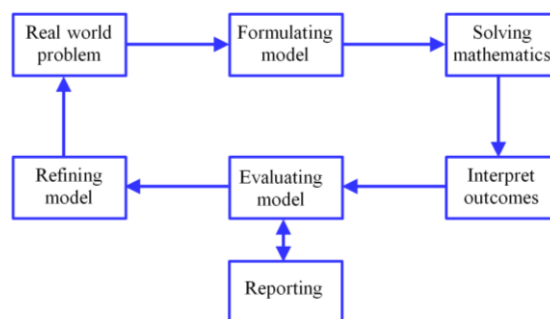 Real world
problem
Formulating
model
Solving
mathematics
Refining
model
Evaluating
model
Interpret
outcomes
Reporting